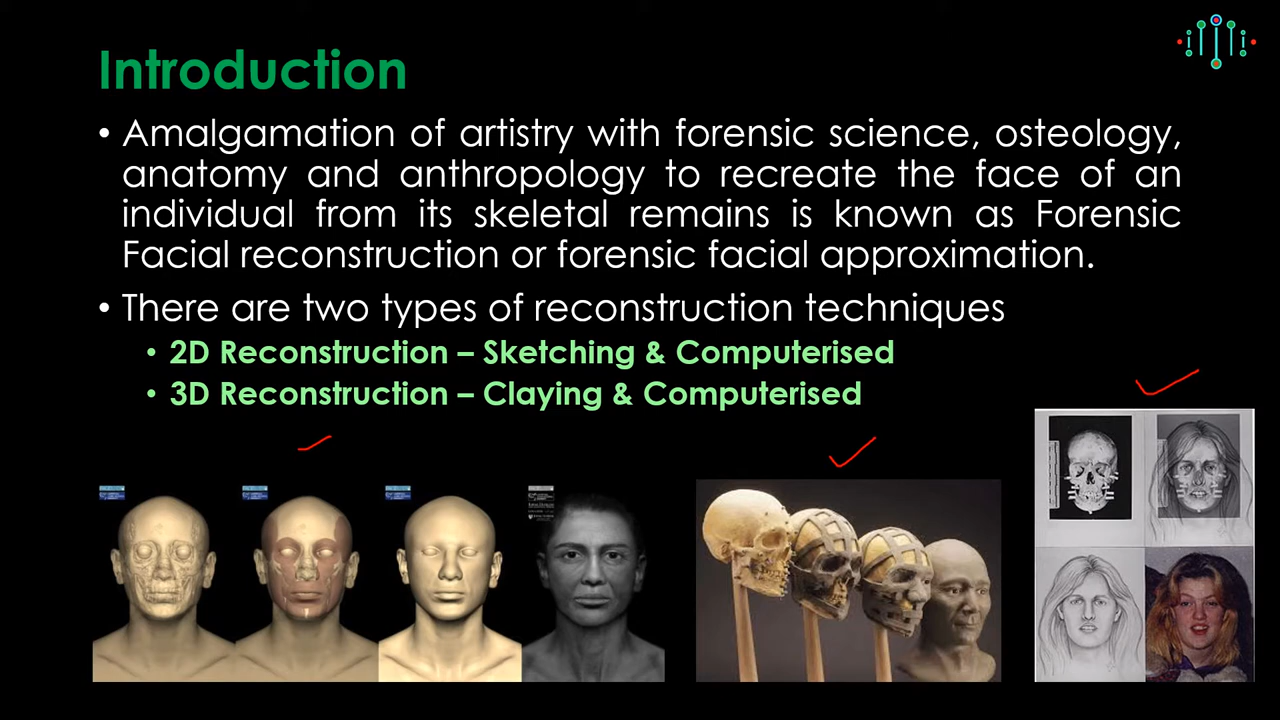 Introduction
• Amalgamation of artistry with forensic science, osteology,
anatomy and anthropology to recreate the face of an
individual from its skeletal remains is known as Forensic
Facial reconstruction or forensic facial approximation.
• There are two types of reconstruction techniques
• 2D Reconstruction – Sketching & Computerised
• 3D Reconstruction – Claying & Computerised